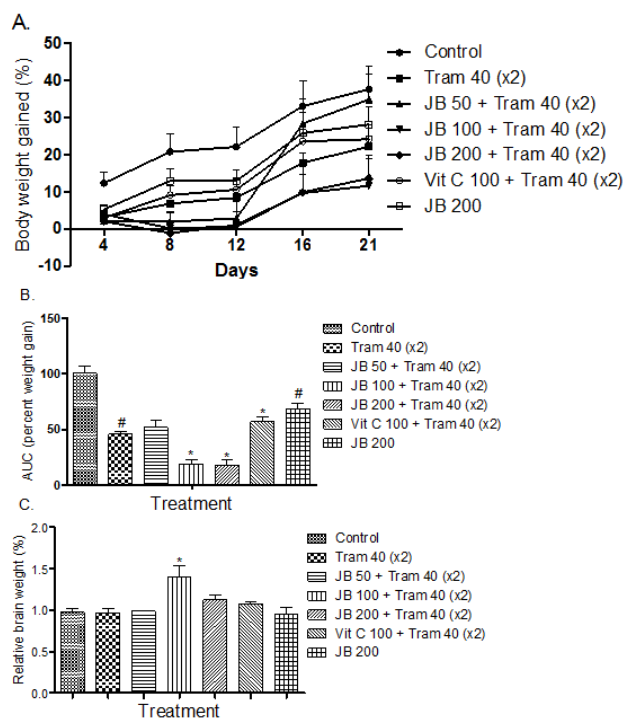 A.
Body weight gained (%)
50
40
30
20
10
0
-10
4
8
12
16
21
Days
Control
Tram 40 (x2)
JB 50 + Tram 40 (x2)
JB 100 + Tram 40 (x2)
JB 200 + Tram 40 (x2)
Vit C 100 + Tram 40 (x2)
JB 200
B.
AUC (percent weight gain)
150
100
50
0
#
*
*
*
#
Treatment
Control
Tram 40 (x2)
JB 50 + Tram 40 (x2)
JB 100 + Tram 40 (x2)
JB 200 + Tram 40 (x2)
Vit C 100 + Tram 40 (x2)
JB 200
C.
Relative brain weight (%)
2.0
1.5
1.0
0.5
0.0
*
Treatment
Control
Tram 40 (x2)
JB 50 + Tram 40 (x2)
JB 100 + Tram 40 (x2)
JB 200 + Tram 40 (x2)
Vit C 100 + Tram 40 (x2)
JB 200